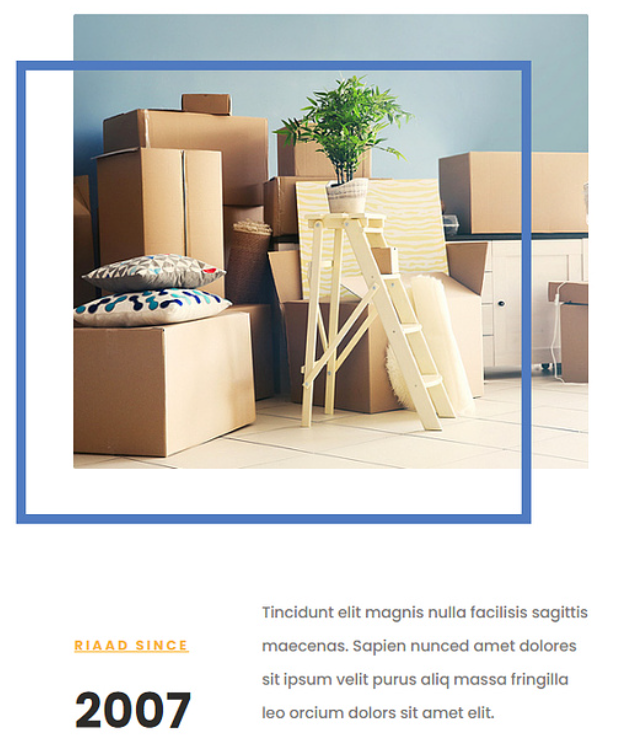 RIAAD SINCE
2007
Tincidunt elit magnis nulla facilisis sagittis
maecenas. Sapien nunced amet dolores
sit ipsum velit purus aliq massa fringilla
leo orcium dolors sit amet elit.